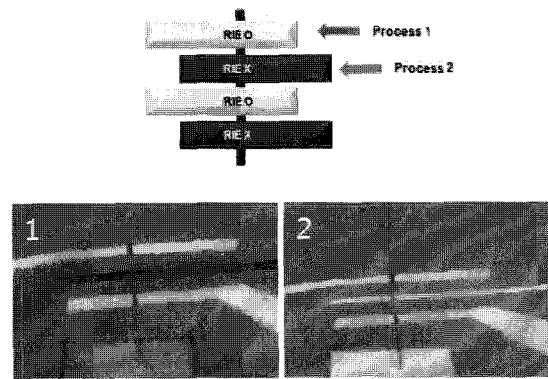 RIE O
Process 1
RIE X
Process 2
RIE O
RIE X
1
2